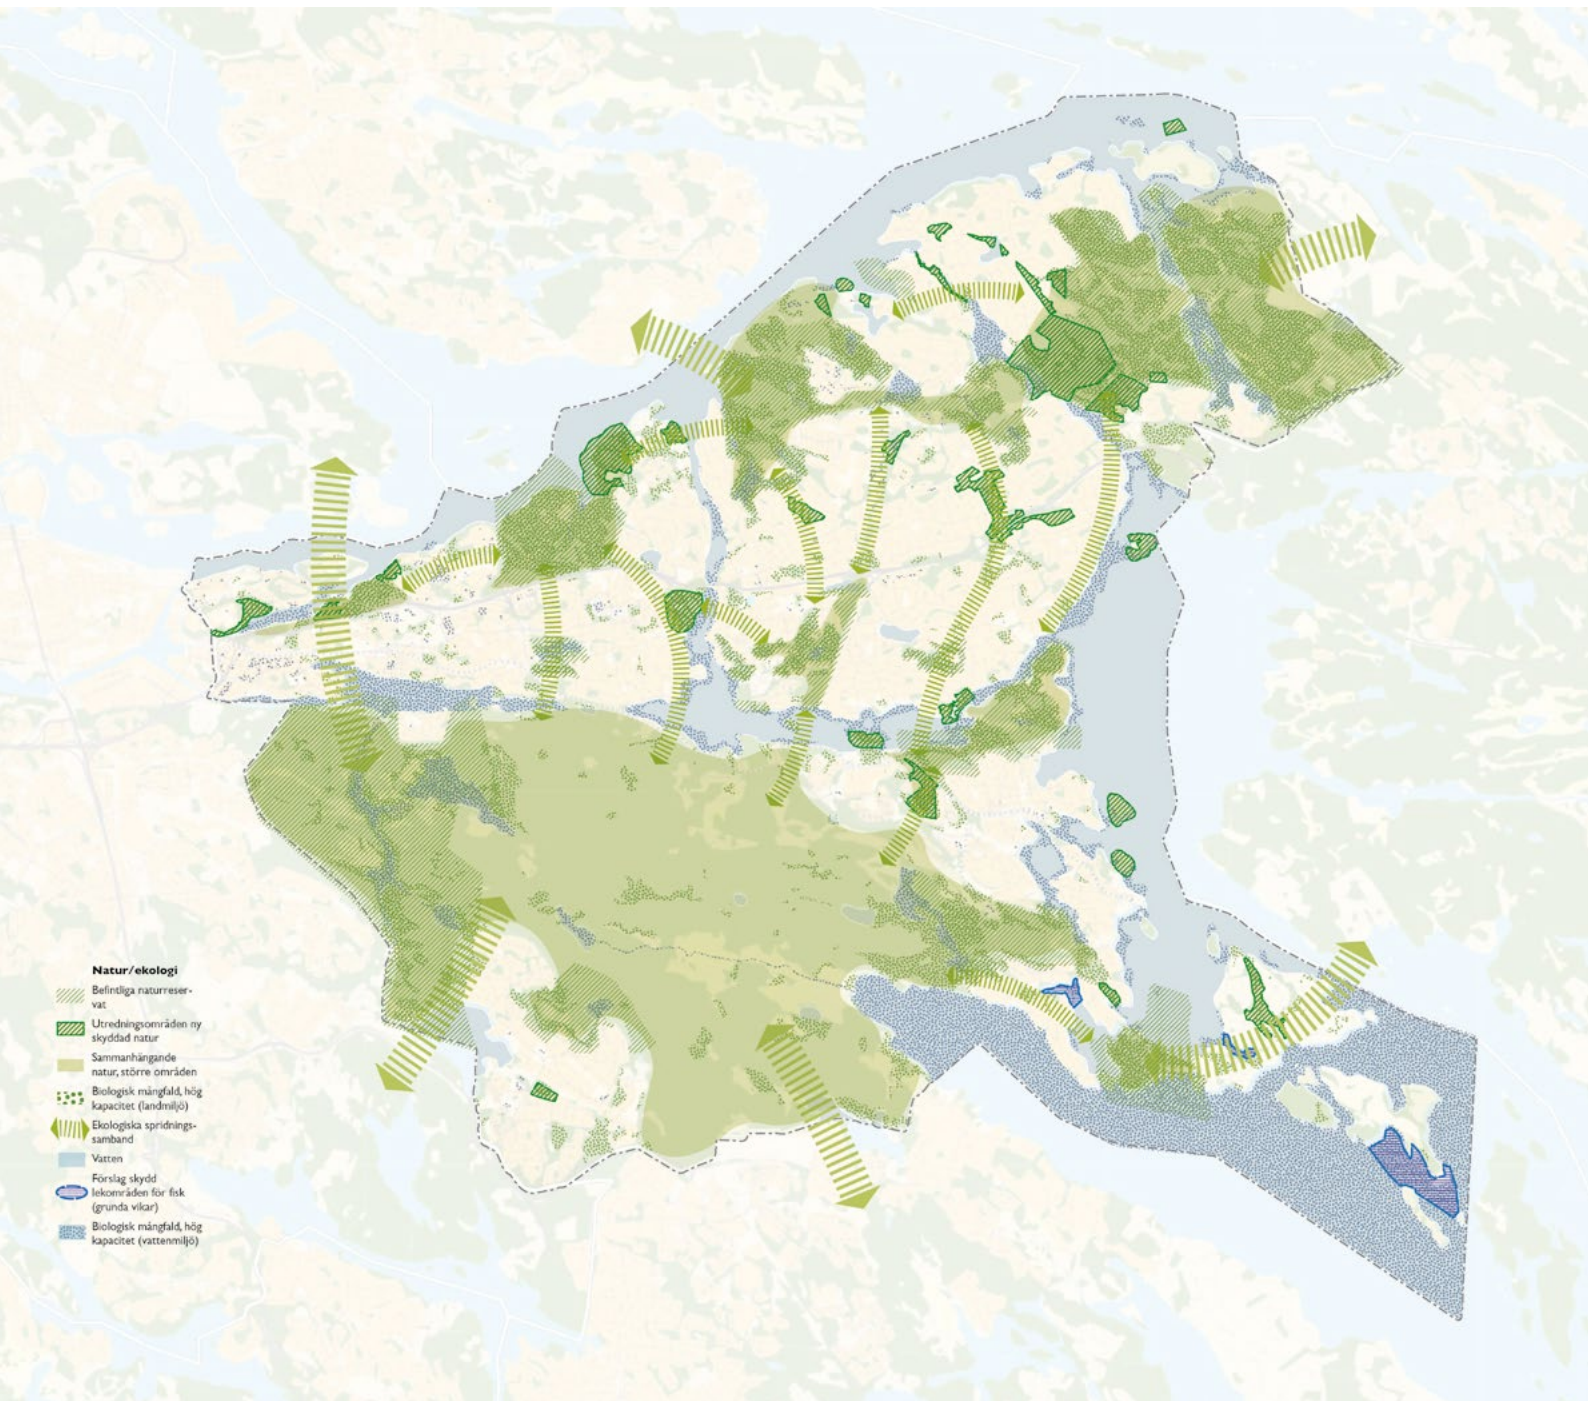 Natur/ekologi
Befintliga naturreser-
vat
Utredningsområden ny
skyddad natur
Sammanhängande
natur, större områden
Biologisk mångfald, hög
kapacitet (landmiljö)
Ekologiska spridnings-
samband
Vatten
Förslag skydd
lekområden för fisk
(grunda vikar)
Biologisk mångfald, hög
kapacitet (vattenmiljö)